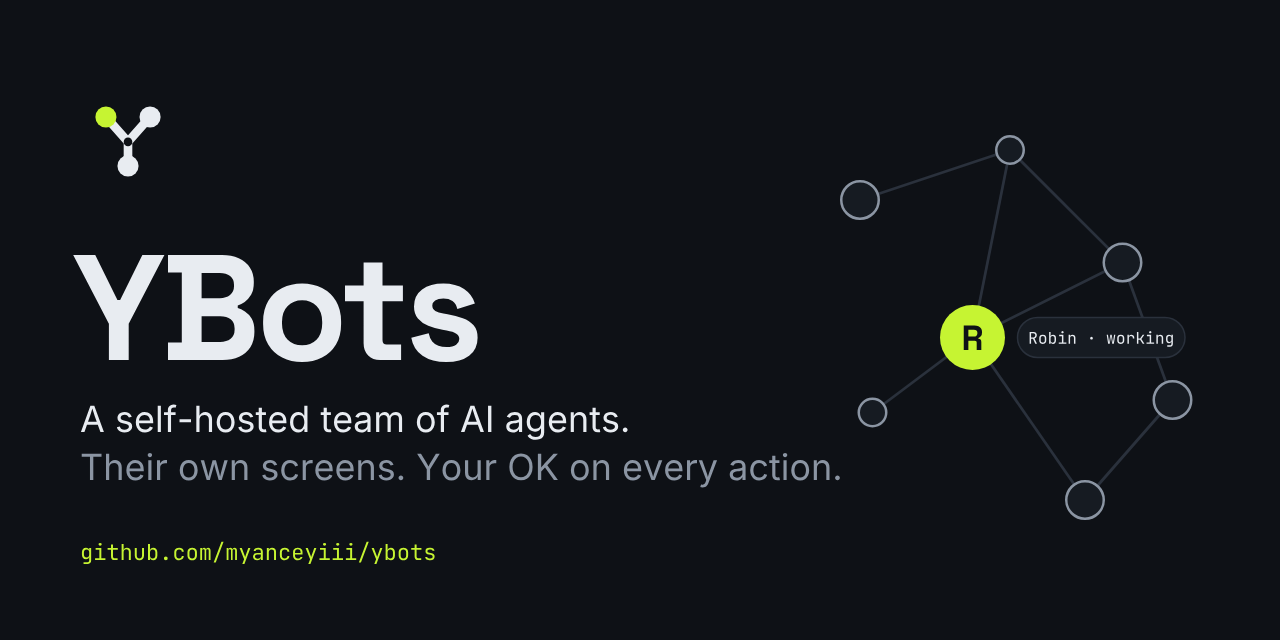 YBots
A self-hosted team of AI agents.
Their own screens. Your OK on every action.
github.com/myanceyiii/ybots
R
Robin · working